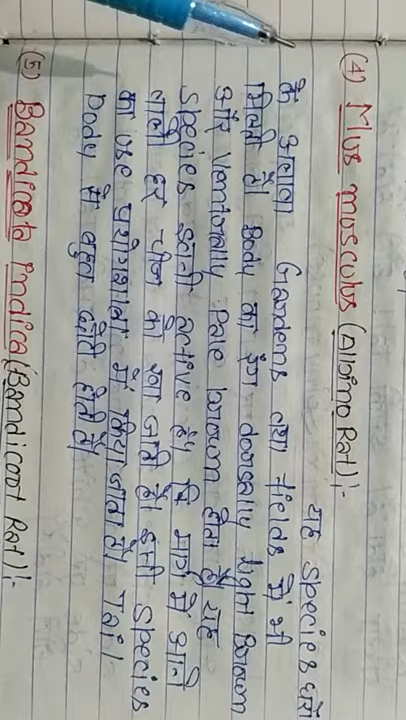 (4) Mus musculus (Albino Rat):-
यह species घरों
के अलावा Gardens तथा fields में भी
मिलती है। Body का रंग dorsally light Brown
और Ventorally Pale brown होता है। यह
species इतनी active है, कि मार्ग में आने
वाली हर चीज को खा जाती है। इसी species
का use प्रयोगशाला में किया जाता है। Tail
Body से बहुत छोटी होती है।
(5) Bandicota indica (Bandicoot Rat):-